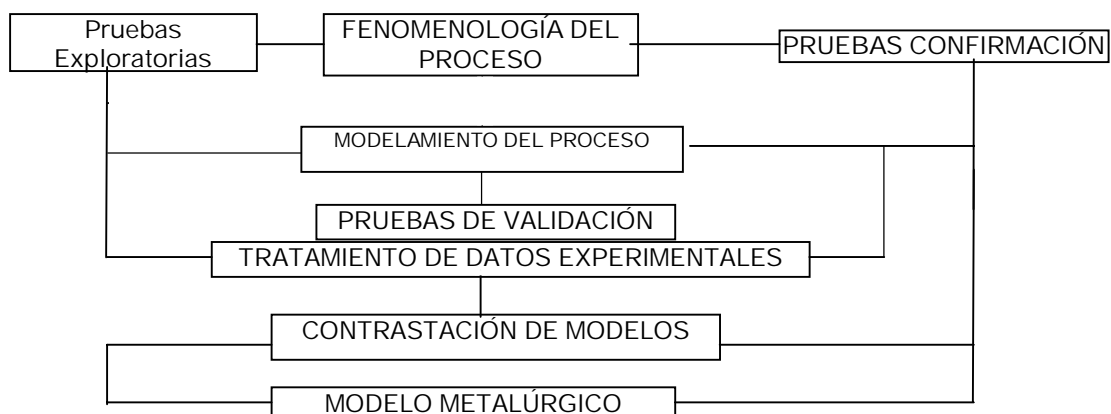 Pruebas
Exploratorias
FENOMENOLOGÍA DEL
PROCESO
PRUEBAS CONFIRMACIÓN
MODELAMIENTO DEL PROCESO
PRUEBAS DE VALIDACIÓN
TRATAMIENTO DE DATOS EXPERIMENTALES
CONTRASTACIÓN DE MODELOS
MODELO METALÚRGICO